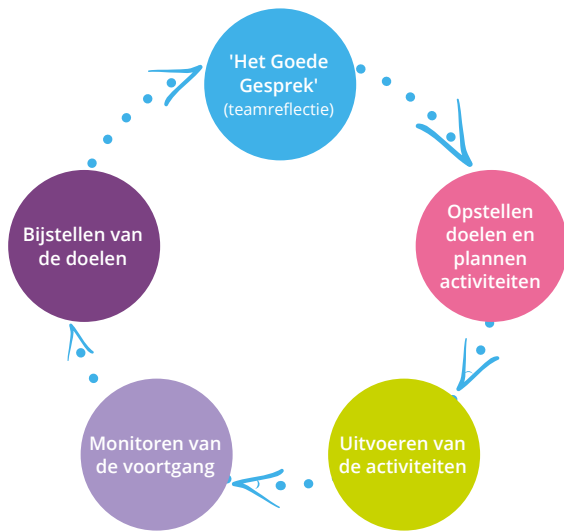 'Het Goede
Gesprek'
(teamreflectie)
Opstellen
doelen en
plannen
activiteiten
Uitvoeren van
de activiteiten
Monitoren van
de voortgang
Bijstellen van
de doelen